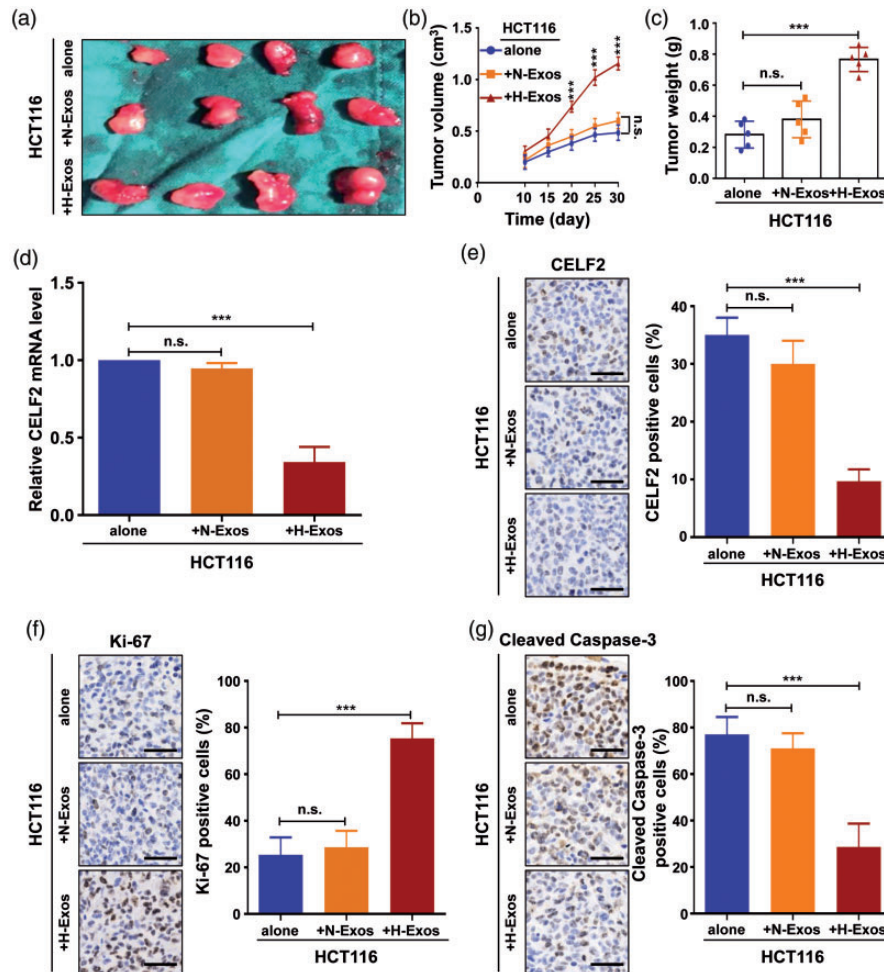 (a)
HCT116
alone
+N-Exos
+H-Exos
(b)
HCT116
alone
+N-Exos
+H-Exos
Tumor volume (cm3)
1.5
1.0
0.5
0.0
***
***
***
n.s.
0 5 10 15 20 25 30
Time (day)
(c)
Tumor weight (g)
1.0
0.8
0.6
0.4
0.2
0.0
***
n.s.
alone +N-Exos +H-Exos
HCT116
(d)
Relative CELF2 mRNA level
1.5
1.0
0.5
0.0
***
n.s.
alone +N-Exos +H-Exos
HCT116
(e)
CELF2
HCT116
alone
+N-Exos
+H-Exos
CELF2 positive cells (%)
40
30
20
10
0
***
n.s.
alone +N-Exos +H-Exos
HCT116
(f)
Ki-67
HCT116
alone
+N-Exos
+H-Exos
Ki-67 positive cells (%)
100
80
60
40
20
0
***
n.s.
alone +N-Exos +H-Exos
HCT116
(g)
Cleaved Caspase-3
HCT116
alone
+N-Exos
+H-Exos
Cleaved Caspase-3
positive cells (%)
100
80
60
40
20
0
***
n.s.
alone +N-Exos +H-Exos
HCT116